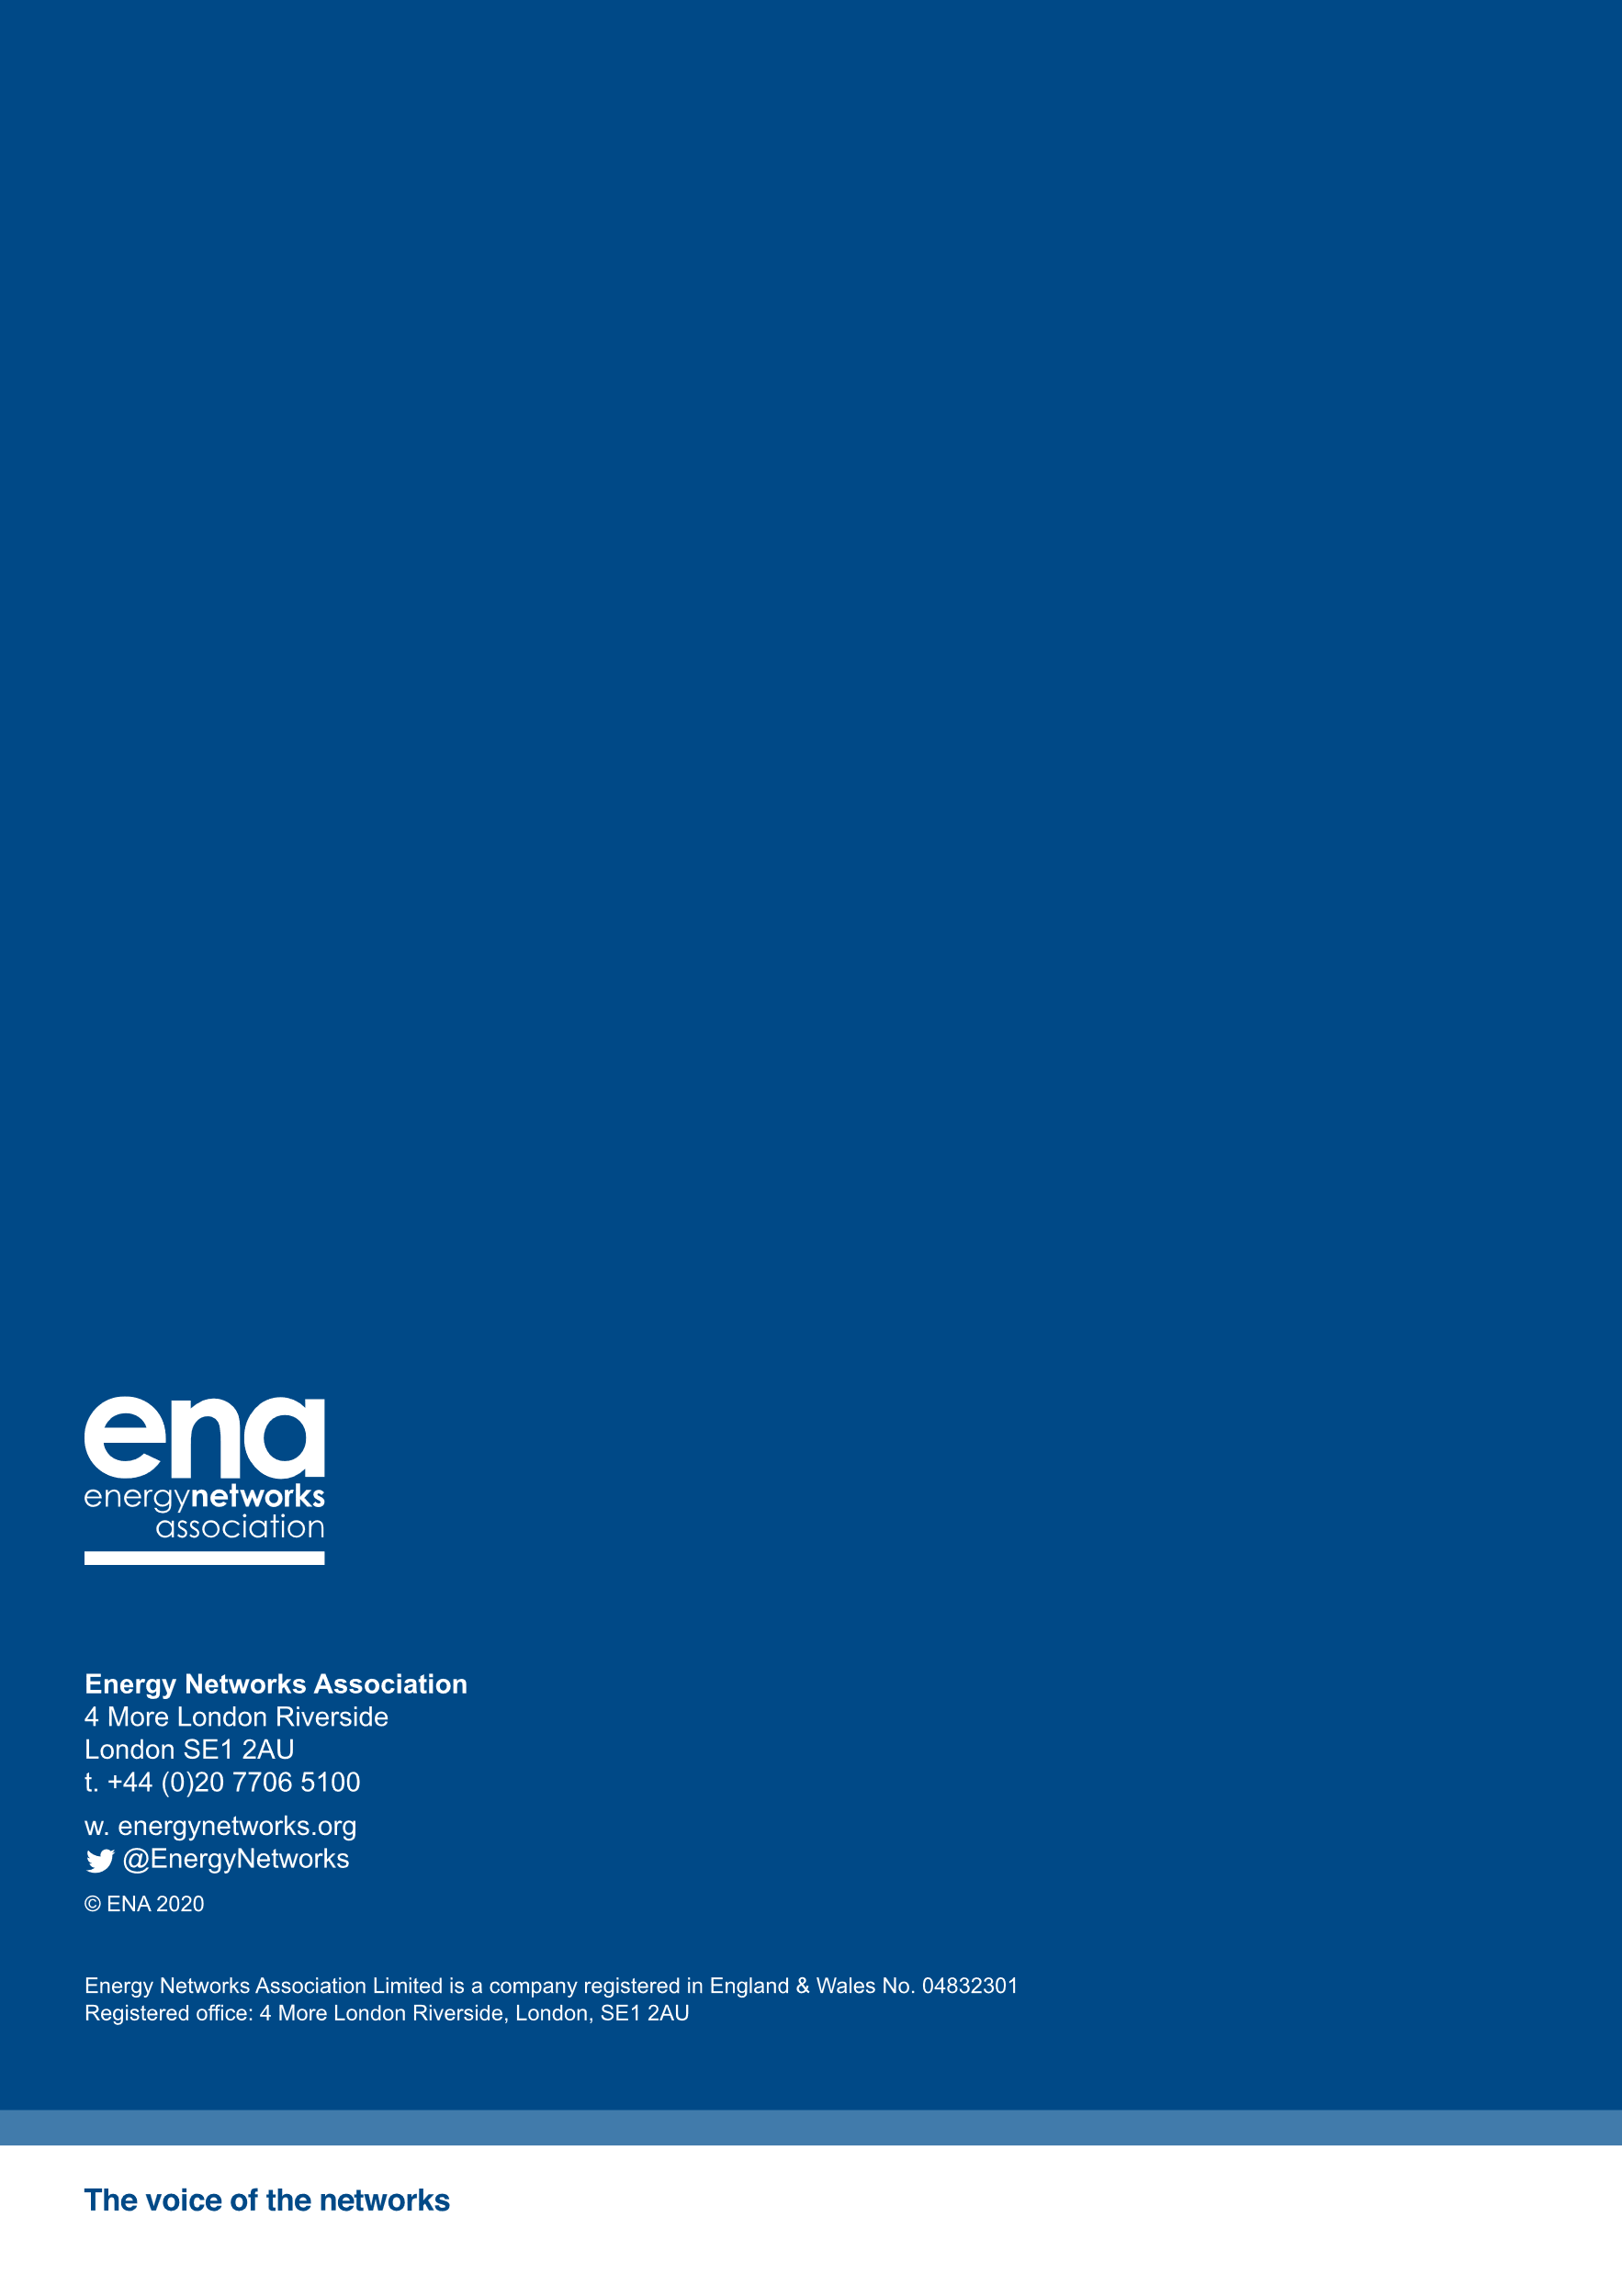 ena
energynetworks
association
Energy Networks Association
4 More London Riverside
London SE1 2AU
t. +44 (0)20 7706 5100
w. energynetworks.org
@EnergyNetworks
© ENA 2020
Energy Networks Association Limited is a company registered in England & Wales No. 04832301
Registered office: 4 More London Riverside, London, SE1 2AU
The voice of the networks